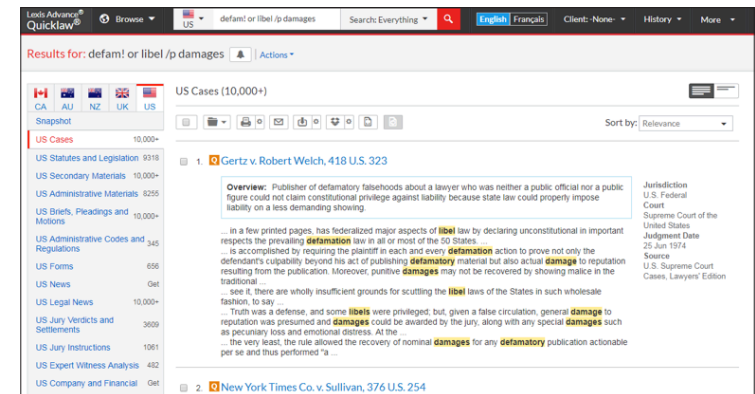 Lexis Advance®
Quicklaw®
Browse
US
defam! or libel /p damages
Search: Everything
English Français
Client: -None-
History
More
Results for: defam! or libel /p damages
Actions
CA AU NZ UK US
Snapshot
US Cases 10,000+
US Statutes and Legislation 9318
US Secondary Materials 10,000+
US Administrative Materials 8255
US Briefs, Pleadings and Motions 10,000+
US Administrative Codes and Regulations 345
US Forms 656
US News Get
US Legal News 10,000+
US Jury Verdicts and Settlements 3609
US Jury Instructions 1061
US Expert Witness Analysis 482
US Company and Financial Get
US Cases (10,000+)
Sort by: Relevance
1. Q Gertz v. Robert Welch, 418 U.S. 323
Overview: Publisher of defamatory falsehoods about a lawyer who was neither a public official nor a public
figure could not claim constitutional privilege against liability because state law could properly impose
liability on a less demanding showing.
... in a few printed pages, has federalized major aspects of libel law by declaring unconstitutional in important
respects the prevailing defamation law in all or most of the 50 States. ...
... is accomplished by requiring the plaintiff in each and every defamation action to prove not only the
defendant's culpability beyond his act of publishing defamatory material but also actual damage to reputation
resulting from the publication. Moreover, punitive damages may not be recovered by showing malice in the
traditional ...
... see it, there are wholly insufficient grounds for scuttling the libel laws of the States in such wholesale
fashion, to say ...
... Truth was a defense, and some libels were privileged; but, given a false circulation, general damage to
reputation was presumed and damages could be awarded by the jury, along with any special damages such
as pecuniary loss and emotional distress. At the ...
... the very least, the rule allowed the recovery of nominal damages for any defamatory publication actionable
per se and thus performed "a ...
Jurisdiction
U.S. Federal
Court
Supreme Court of the
United States
Judgment Date
25 Jun 1974
Source
U.S. Supreme Court
Cases, Lawyers' Edition
2. Q New York Times Co. v. Sullivan, 376 U.S. 254